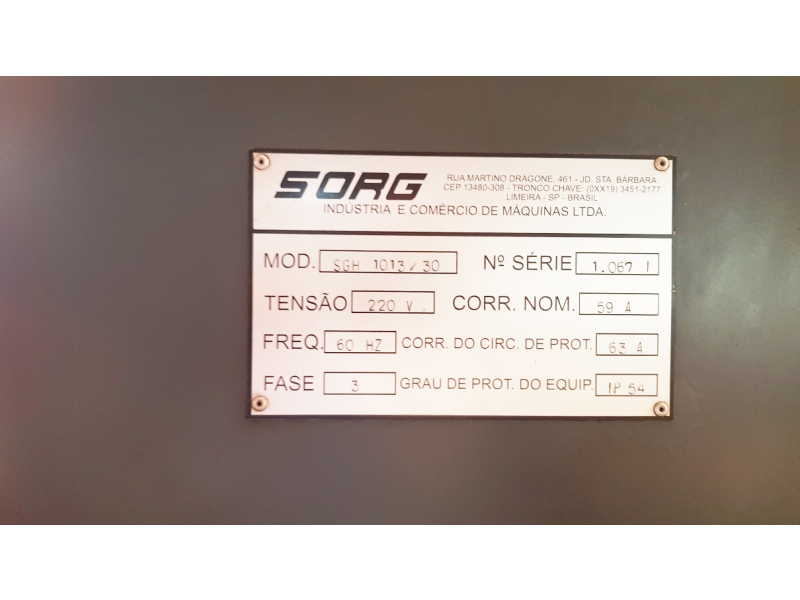 SORG
RUA MARTINO DRAGONE, 461 - JD. STA. BÁRBARA
CEP 13480-308 - TRONCO CHAVE: (0XX19) 3451-2177
LIMEIRA - SP - BRASIL
INDÚSTRIA E COMÉRCIO DE MÁQUINAS LTDA.
MOD. SGH 1013/30 Nº SÉRIE 1.067 1
TENSÃO 220 V. CORR. NOM. 59 A
FREQ. 60 HZ CORR. DO CIRC. DE PROT. 63 A
FASE 3 GRAU DE PROT. DO EQUIP. IP 54